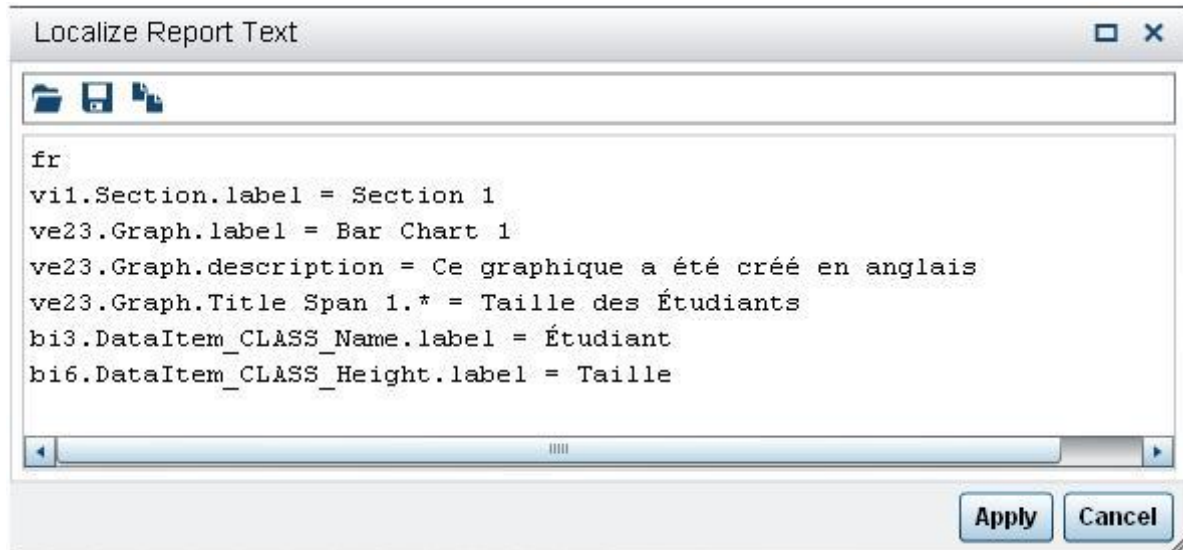 Localize Report Text
fr
vi1.Section.label = Section 1
ve23.Graph.label = Bar Chart 1
ve23.Graph.description = Ce graphique a été créé en anglais
ve23.Graph.Title Span 1.* = Taille des Étudiants
bi3.DataItem_CLASS_Name.label = Étudiant
bi6.DataItem_CLASS_Height.label = Taille
Apply Cancel